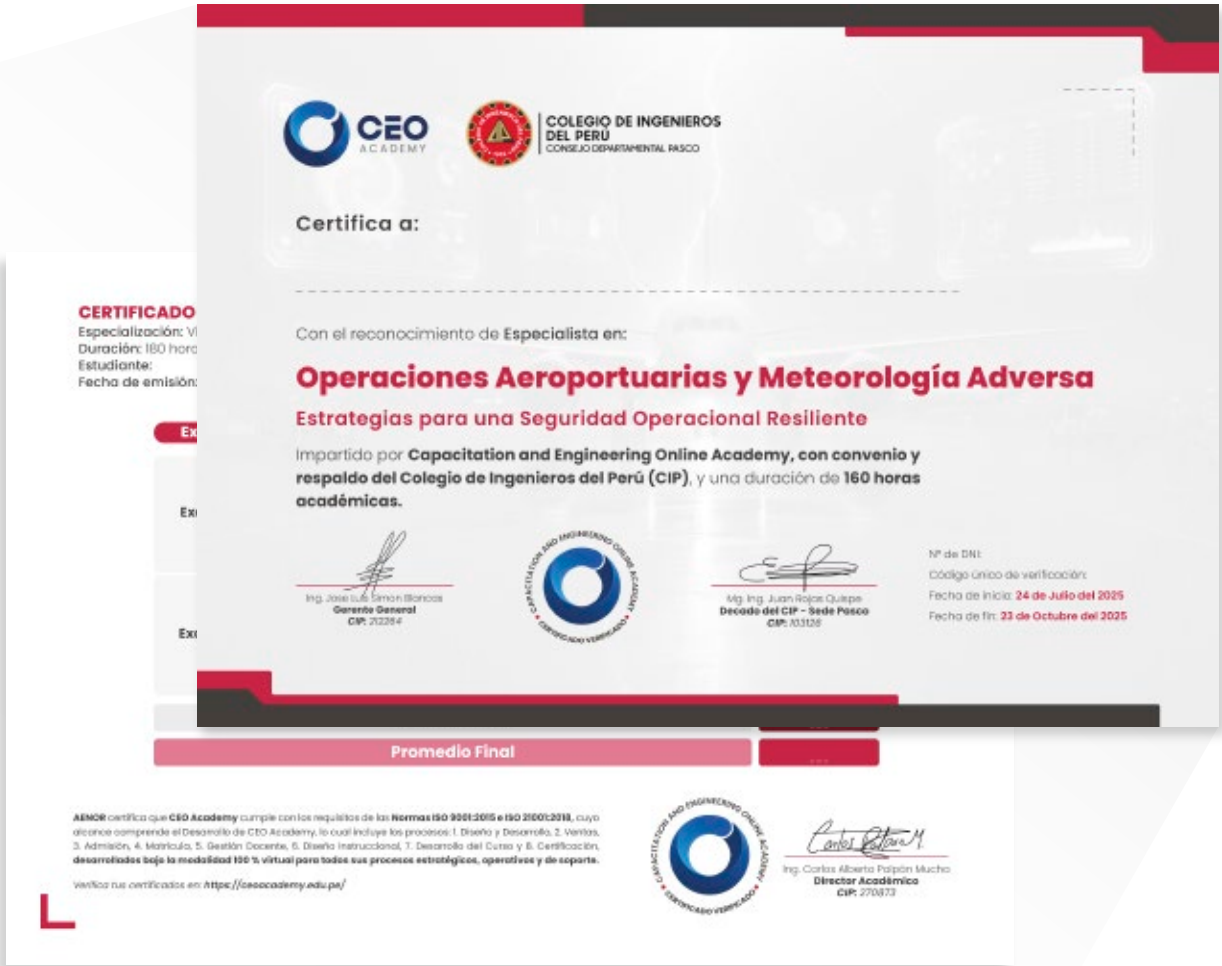 CEO
ACADEMY
COLEGIO DE INGENIEROS
DEL PERÚ
CONSEJO DEPARTAMENTAL PASCO
Certifica a:
Con el reconocimiento de Especialista en:
Operaciones Aeroportuarias y Meteorología Adversa
Estrategias para una Seguridad Operacional Resiliente
Impartido por Capacitation and Engineering Online Academy, con convenio y
respaldo del Colegio de Ingenieros del Perú (CIP), y una duración de 160 horas
académicas.
Ing. Jose Luis Simon Blancas
Gerente General
CIP: 212264
CAPACITATION AND ENGINEERING ONLINE ACADEMY
CERTIFICADO VERIFICADO
Mg. Ing. Juan Rojas Quispe
Decado del CIP - Sede Pasco
CIP: 103126
N° de DNI:
Código único de verificación:
Fecha de inicio: 24 de Julio del 2025
Fecha de fin: 23 de Octubre del 2025
CERTIFICADO
Especialización: Vi
Duración: 180 hora
Estudiante:
Fecha de emisión:
Ex
Exa
Exa
Promedio Final
...
AENOR certifica que CEO Academy cumple con los requisitos de las Normas ISO 9001:2015 e ISO 21001:2018, cuyo
alcance comprende el Desarrollo de CEO Academy, lo cual incluye los procesos: 1. Diseño y Desarrollo, 2. Ventas,
3. Admisión, 4. Matrícula, 5. Gestión Docente, 6. Diseño Instruccional, 7. Desarrollo del Curso y 8. Certificación,
desarrollados bajo la modalidad 100 % virtual para todos sus procesos estratégicos, operativos y de soporte.
Verifica tus certificados en: https://ceoacademy.edu.pe/
CAPACITATION AND ENGINEERING ONLINE ACADEMY
CERTIFICADO VERIFICADO
Ing. Carlos Alberto Palpán Mucho
Director Académico
CIP: 270873